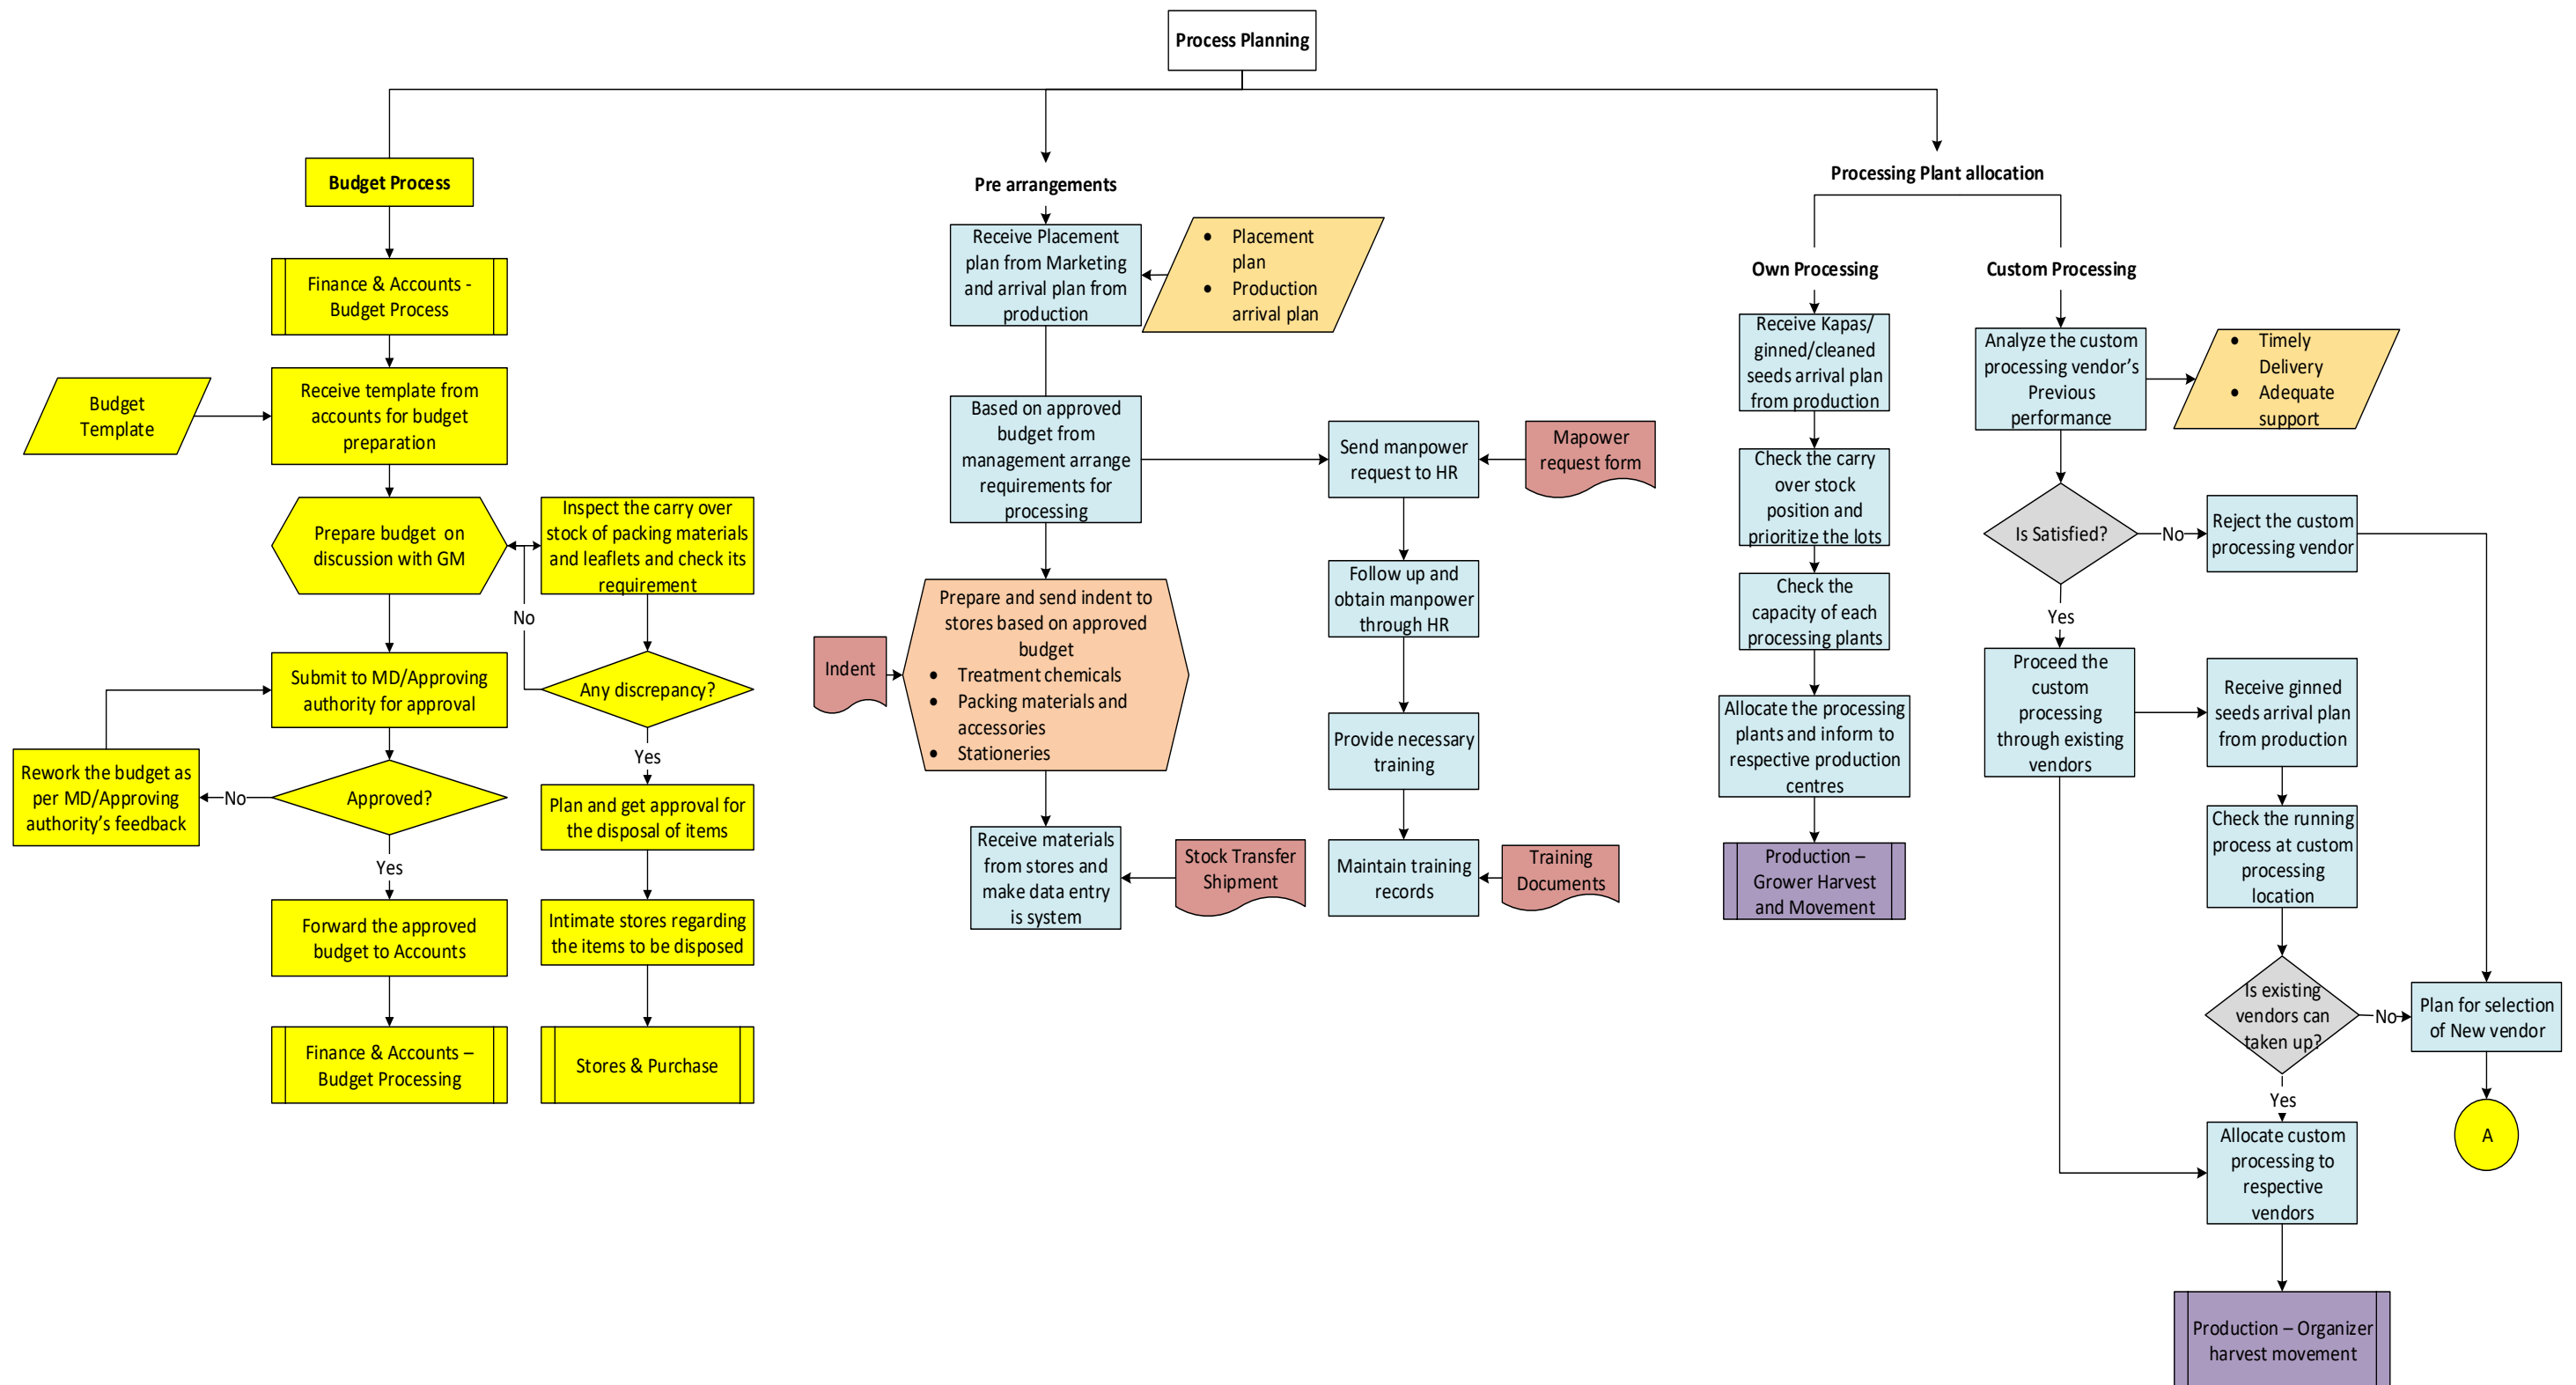 Process Planning
Budget Process
Finance & Accounts -
Budget Process
Budget
Template
Receive template from
accounts for budget
preparation
Prepare budget  on
discussion with GM
Inspect the carry over
stock of packing materials
and leaflets and check its
requirement
No
Submit to MD/Approving
authority for approval
Any discrepancy?
Rework the budget as
per MD/Approving
authority’s feedback
No
Approved?
Yes
Yes
Plan and get approval for
the disposal of items
Forward the approved
budget to Accounts
Intimate stores regarding
the items to be disposed
Finance & Accounts –
Budget Processing
Stores & Purchase
Pre arrangements
Receive Placement
plan from Marketing
and arrival plan from
production
• Placement
plan
• Production
arrival plan
Based on approved
budget from
management arrange
requirements for
processing
Send manpower
request to HR
Mapower
request form
Follow up and
obtain manpower
through HR
Indent
Prepare and send indent to
stores based on approved
budget
• Treatment chemicals
• Packing materials and
accessories
• Stationeries
Provide necessary
training
Receive materials
from stores and
make data entry
is system
Stock Transfer
Shipment
Maintain training
records
Training
Documents
Processing Plant allocation
Own Processing
Receive Kapas/
ginned/cleaned
seeds arrival plan
from production
Check the carry
over stock
position and
prioritize the lots
Check the
capacity of each
processing plants
Allocate the processing
plants and inform to
respective production
centres
Production –
Grower Harvest
and Movement
Custom Processing
Analyze the custom
processing vendor’s
Previous
performance
• Timely
Delivery
• Adequate
support
Is Satisfied?
No
Reject the custom
processing vendor
Yes
Proceed the
custom
processing
through existing
vendors
Receive ginned
seeds arrival plan
from production
Check the running
process at custom
processing
location
Is existing
vendors can
taken up?
No
Plan for selection
of New vendor
Yes
A
Allocate custom
processing to
respective
vendors
Production – Organizer
harvest movement